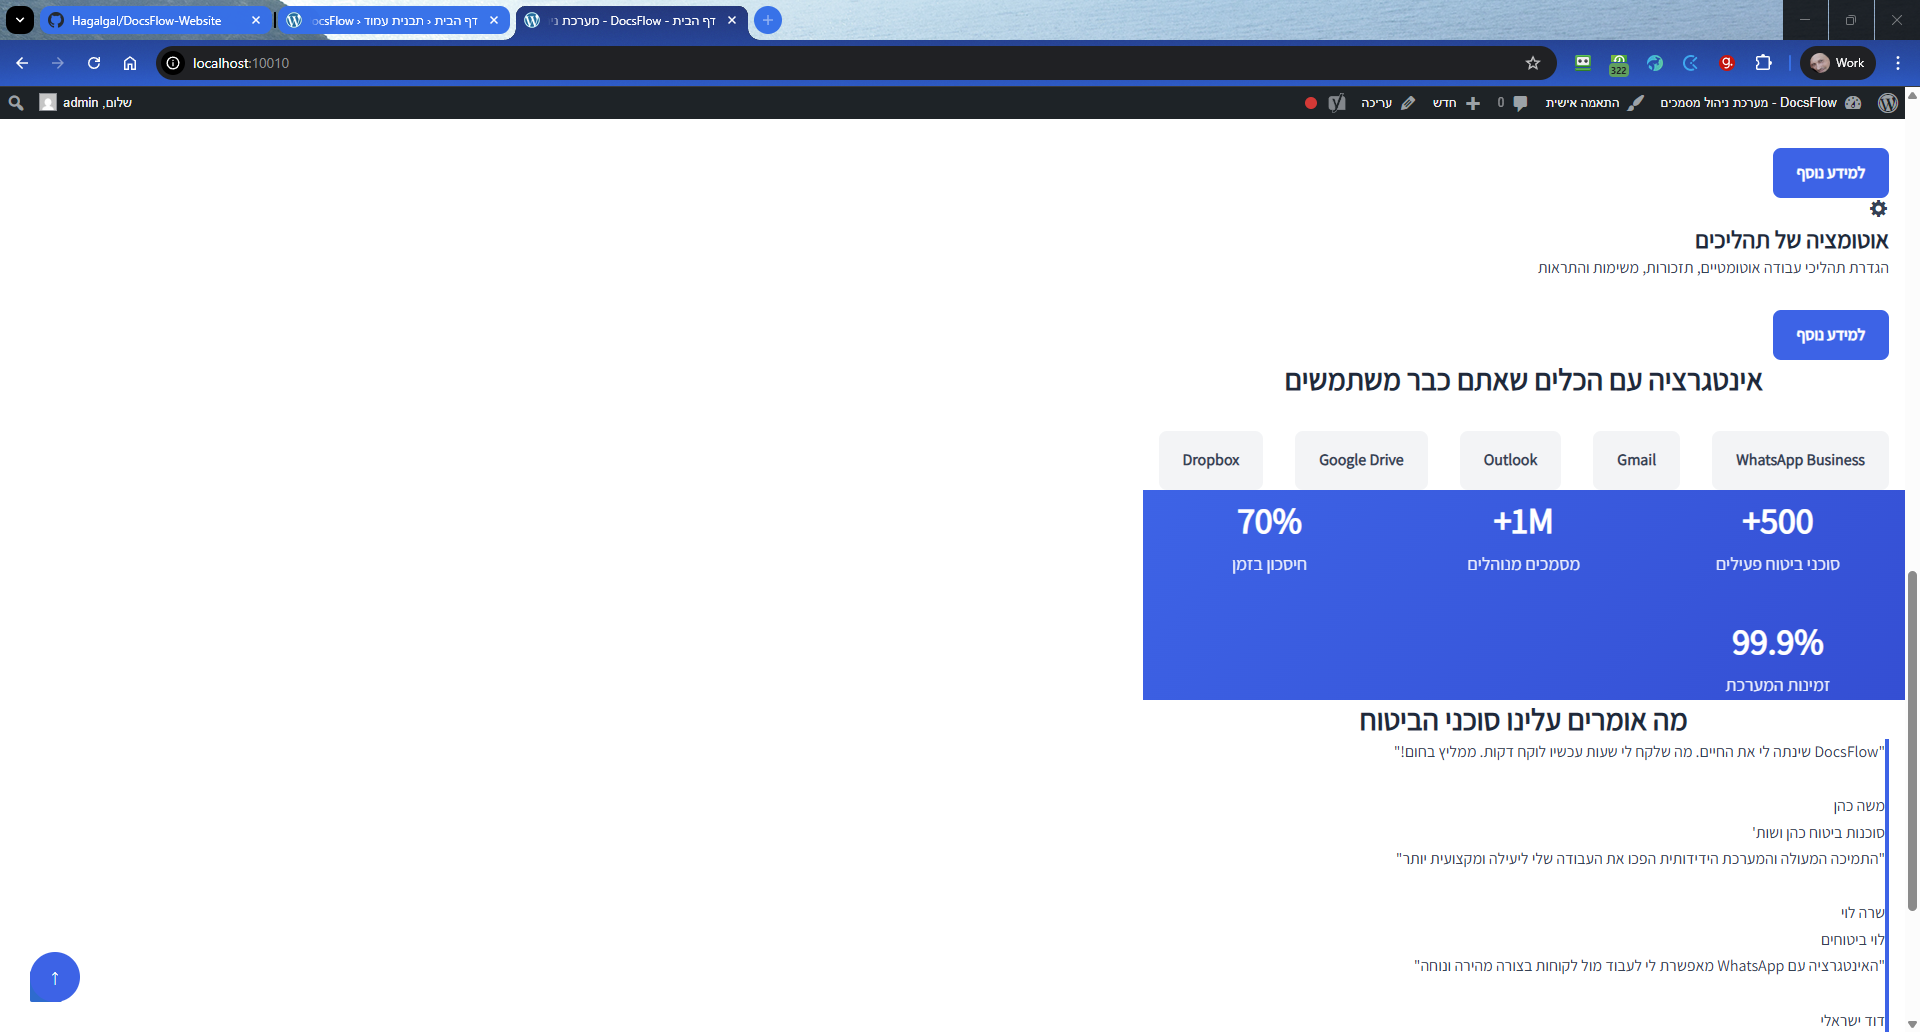 Hagalgal/DocsFlow-Website
דף הבית ‹ תבנית עמוד ‹ ocsFlow
דף הבית - DocsFlow - מערכת ני
localhost:10010
322
g.
Work
DocsFlow - מערכת ניהול מסמכים
התאמה אישית
0
חדש
עריכה
שלום, admin
למידע נוסף
אוטומציה של תהליכים
הגדרת תהליכי עבודה אוטומטיים, תזכורות, משימות והתראות
למידע נוסף
אינטגרציה עם הכלים שאתם כבר משתמשים
WhatsApp Business
Gmail
Outlook
Google Drive
Dropbox
500+
סוכני ביטוח פעילים
1M+
מסמכים מנוהלים
70%
חיסכון בזמן
99.9%
זמינות המערכת
מה אומרים עלינו סוכני הביטוח
"DocsFlow שינתה לי את החיים. מה שלקח לי שעות עכשיו לוקח דקות. ממליץ בחום!"
משה כהן
סוכנות ביטוח כהן ושות'
"התמיכה המעולה והמערכת הידידותית הפכו את העבודה שלי ליעילה ומקצועית יותר"
שרה לוי
לוי ביטוחים
"האינטגרציה עם WhatsApp מאפשרת לי לעבוד מול לקוחות בצורה מהירה ונוחה"
דוד ישראלי